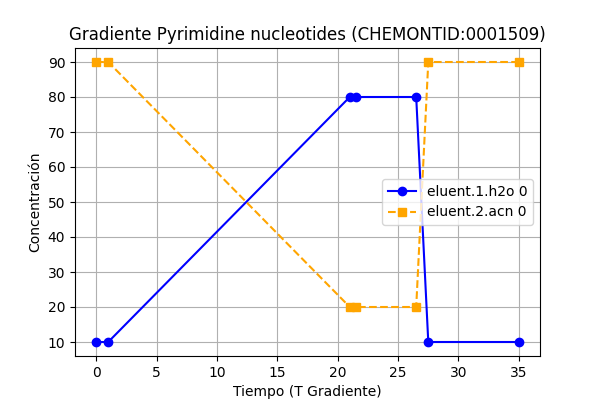 Gradiente Pyrimidine nucleotides (CHEMONTID:0001509)
90
80
70
60
50
40
30
20
10
Concentración
eluent.1.h2o 0
eluent.2.acn 0
0 5 10 15 20 25 30 35
Tiempo (T Gradiente)